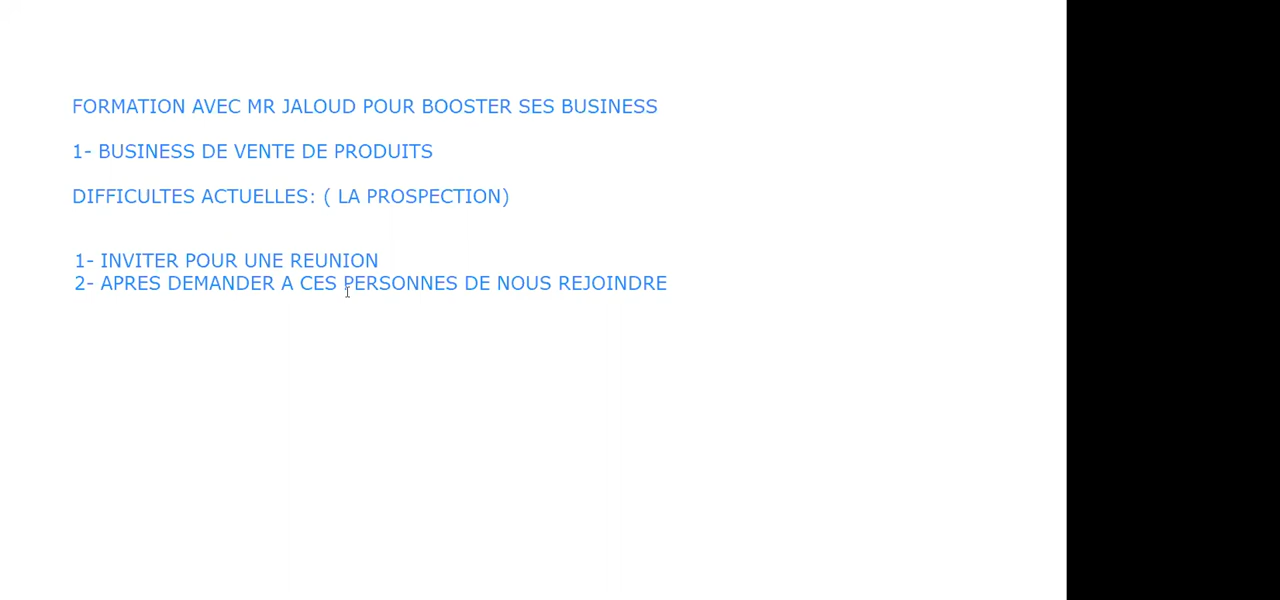 FORMATION AVEC MR JALOUD POUR BOOSTER SES BUSINESS
1- BUSINESS DE VENTE DE PRODUITS
DIFFICULTES ACTUELLES: ( LA PROSPECTION)
1- INVITER POUR UNE REUNION
2- APRES DEMANDER A CES PERSONNES DE NOUS REJOINDRE